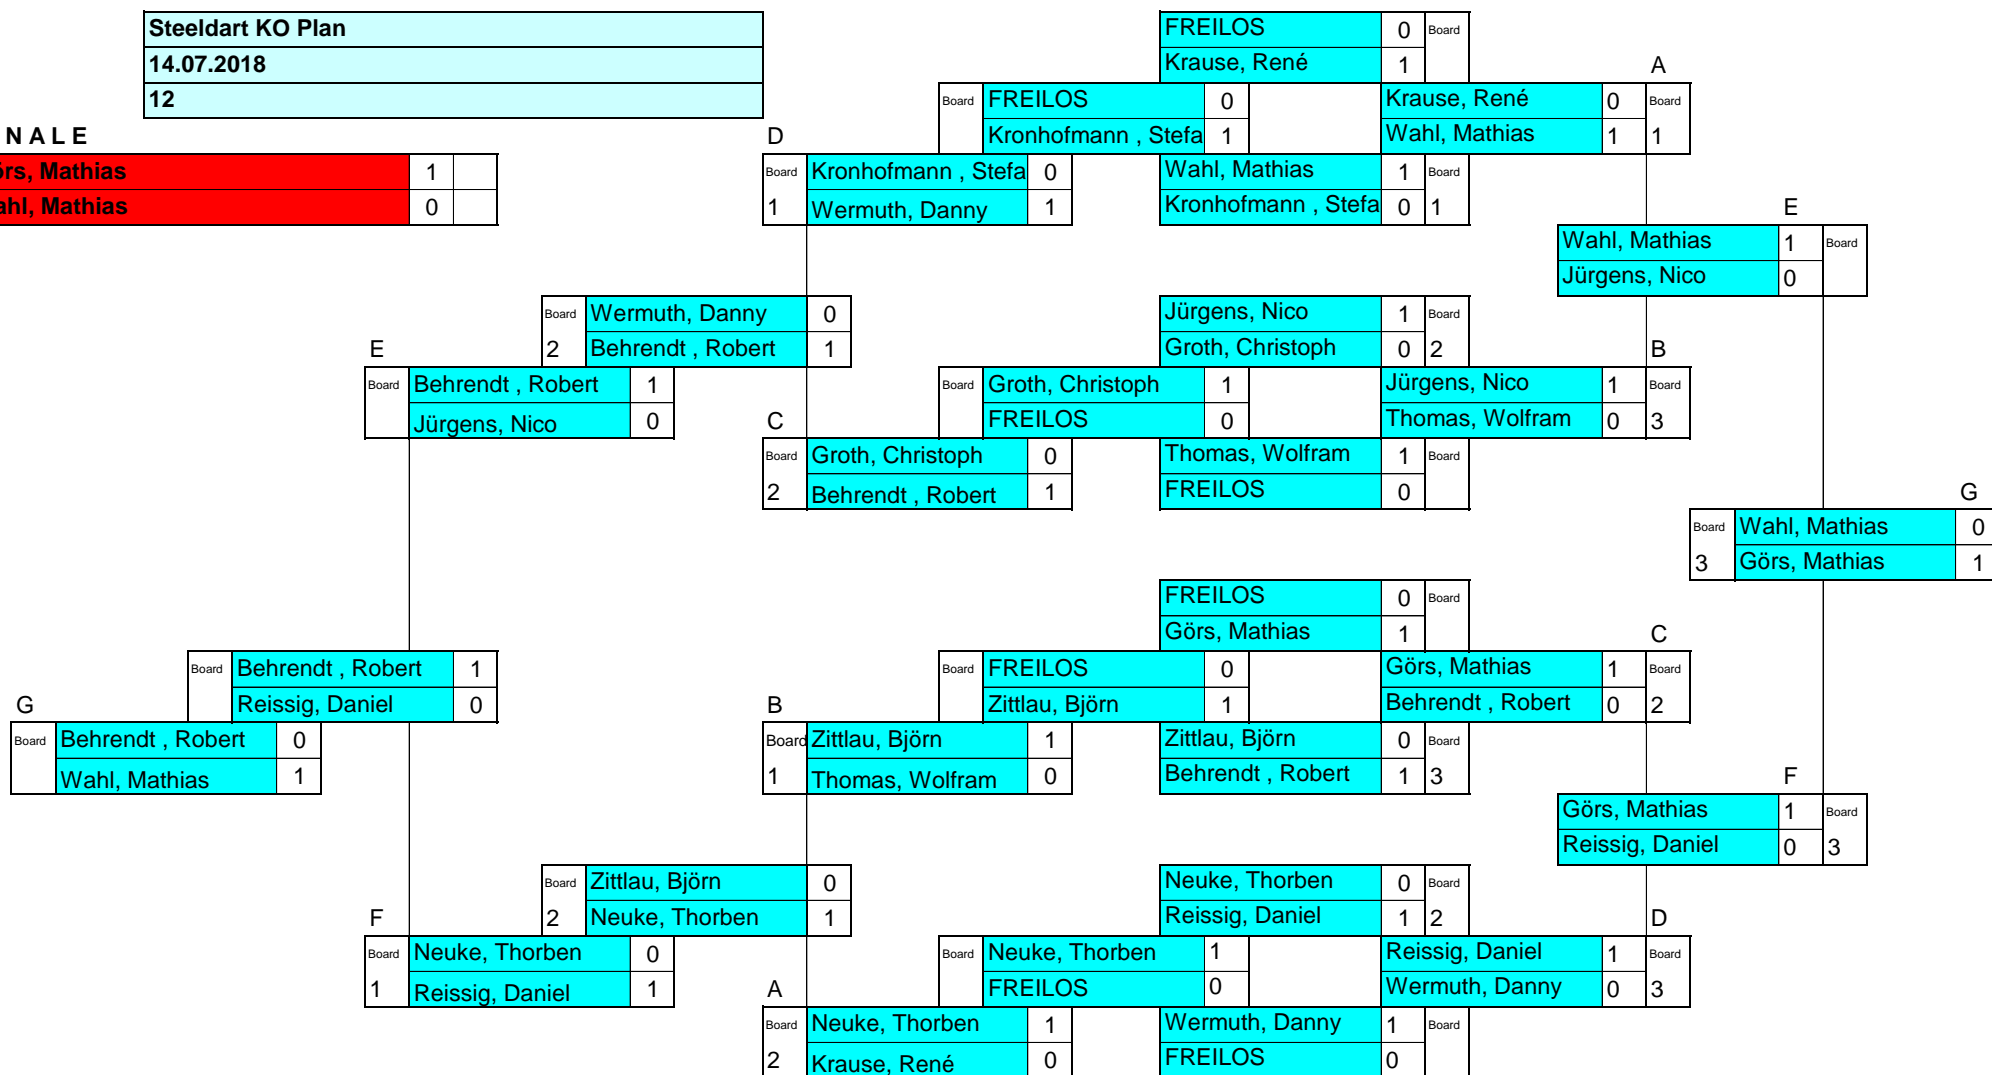 Steeldart KO Plan
14.07.2018
12
N A L E
örs, Mathias 1
ahl, Mathias 0
FREILOS 0 Board
Krause, René 1
A
Board FREILOS 0
Kronhofmann , Stefa 1
Krause, René 0 Board
Wahl, Mathias 1 1
D
Board Kronhofmann , Stefa 0
1 Wermuth, Danny 1
Wahl, Mathias 1 Board
Kronhofmann , Stefa 0 1
E
Wahl, Mathias 1 Board
Jürgens, Nico 0
Board Wermuth, Danny 0
2 Behrendt , Robert 1
Jürgens, Nico 1 Board
Groth, Christoph 0 2
E
B
Board Behrendt , Robert 1
Jürgens, Nico 0
Board Groth, Christoph 1
FREILOS 0
Jürgens, Nico 1 Board
Thomas, Wolfram 0 3
C
Board Groth, Christoph 0
2 Behrendt , Robert 1
Thomas, Wolfram 1 Board
FREILOS 0
G
Board Wahl, Mathias 0
3 Görs, Mathias 1
FREILOS 0 Board
Görs, Mathias 1
C
Board Behrendt , Robert 1
Reissig, Daniel 0
Board FREILOS 0
Zittlau, Björn 1
Görs, Mathias 1 Board
Behrendt , Robert 0 2
G
B
Board Behrendt , Robert 0
Wahl, Mathias 1
Board Zittlau, Björn 1
1 Thomas, Wolfram 0
Zittlau, Björn 0 Board
Behrendt , Robert 1 3
F
Görs, Mathias 1 Board
Reissig, Daniel 0 3
Board Zittlau, Björn 0
2 Neuke, Thorben 1
Neuke, Thorben 0 Board
Reissig, Daniel 1 2
F
D
Board Neuke, Thorben 0
1 Reissig, Daniel 1
Board Neuke, Thorben 1
FREILOS 0
Reissig, Daniel 1 Board
Wermuth, Danny 0 3
A
Board Neuke, Thorben 1
2 Krause, René 0
Wermuth, Danny 1 Board
FREILOS 0